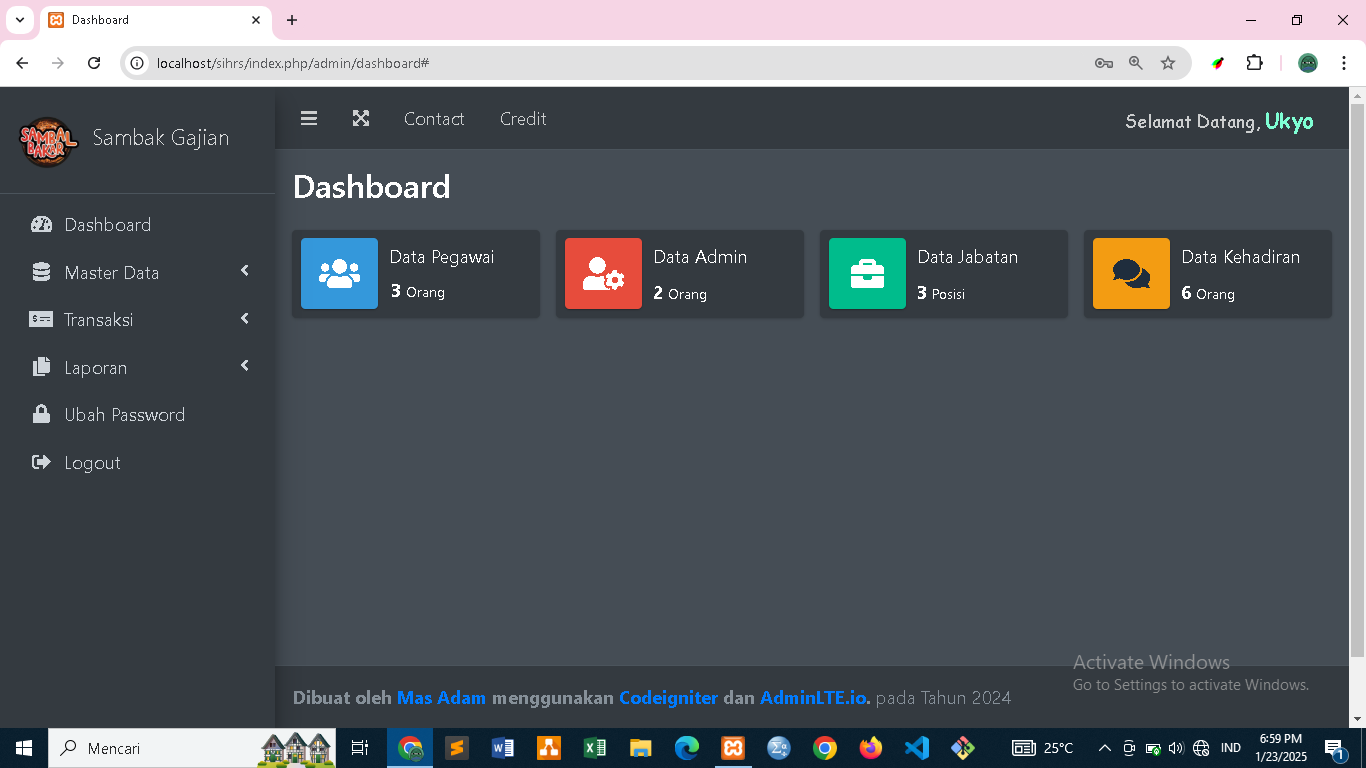 Dashboard
localhost/sihrs/index.php/admin/dashboard#
SAMBAL
BAKAR
Sambak Gajian
Contact
Credit
Selamat Datang, Ukyo
Dashboard
Master Data
Transaksi
Laporan
Ubah Password
Logout
Dashboard
Data Pegawai
3 Orang
Data Admin
2 Orang
Data Jabatan
3 Posisi
Data Kehadiran
6 Orang
Activate Windows
Go to Settings to activate Windows.
Dibuat oleh Mas Adam menggunakan Codeigniter dan AdminLTE.io. pada Tahun 2024
Mencari
25°C
IND
6:59 PM
1/23/2025
1